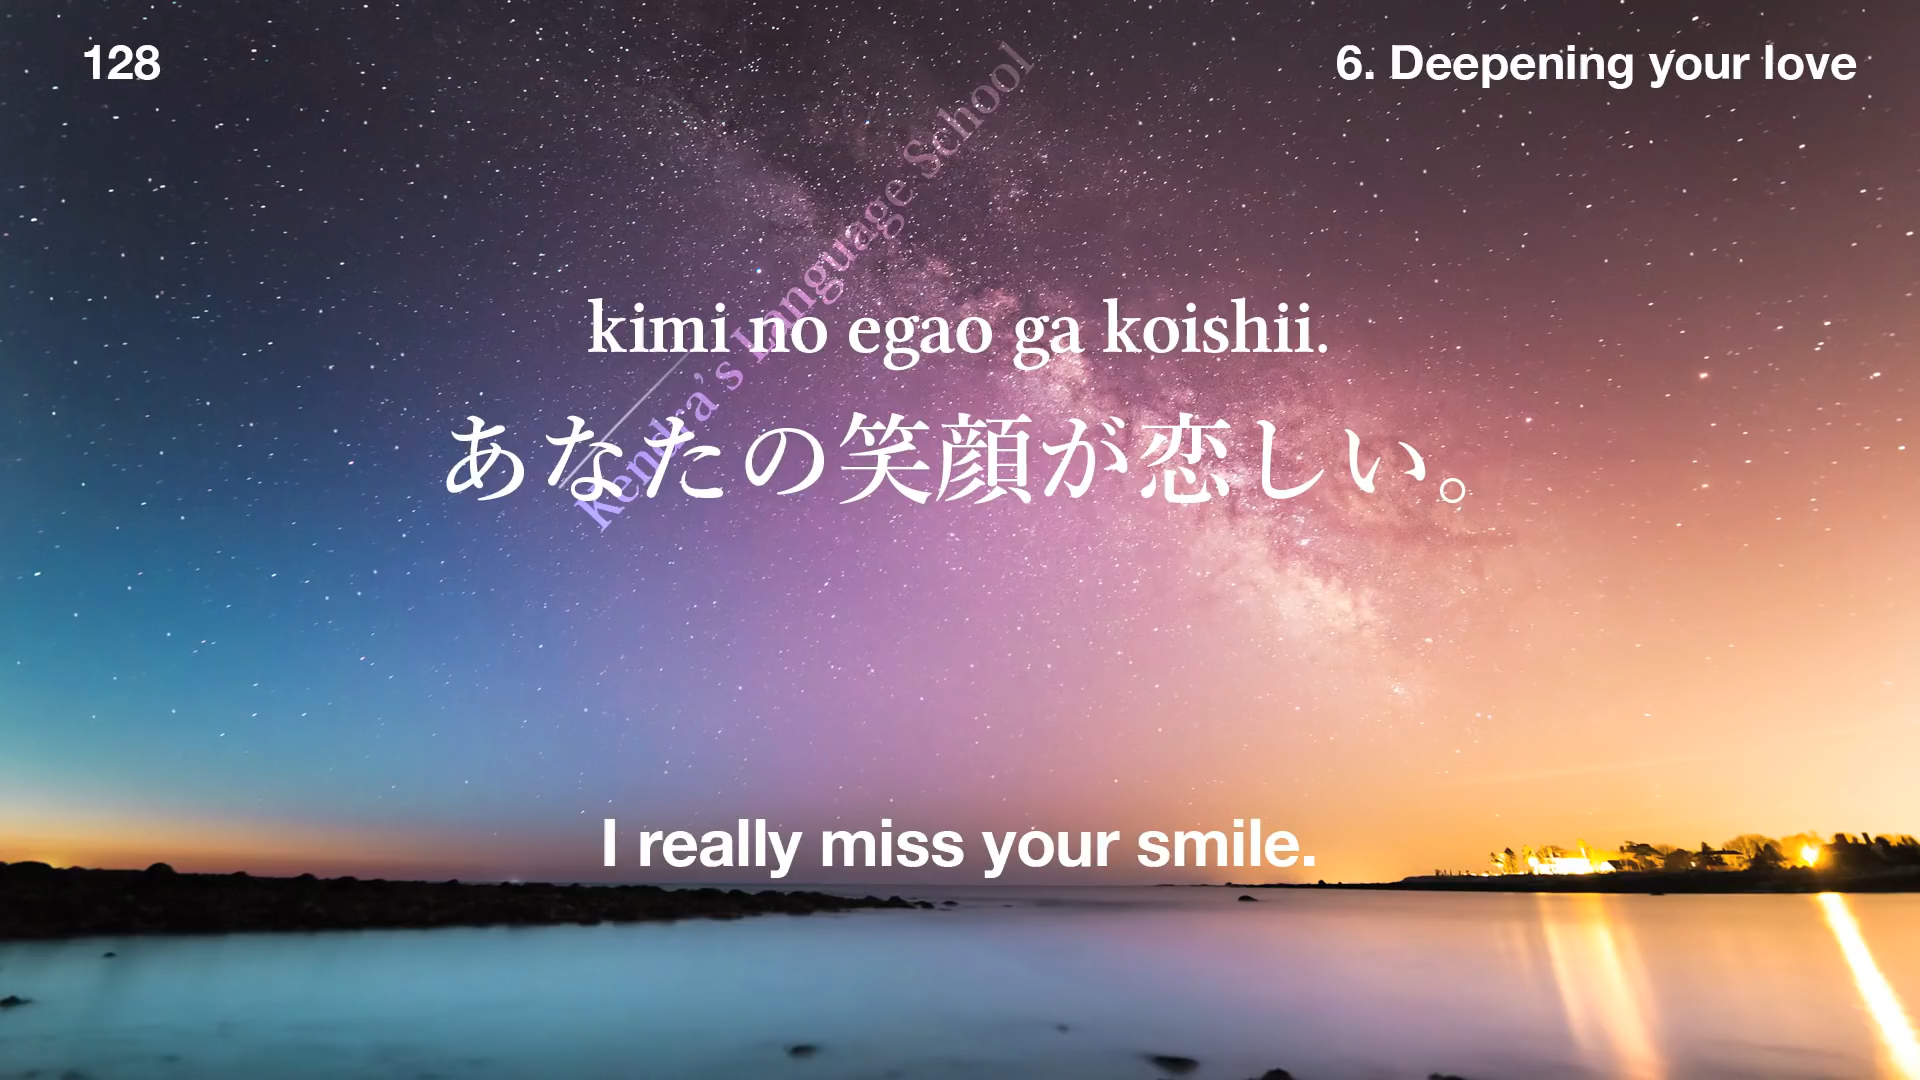 128
6. Deepening your love
Kendra's Language School
kimi no egao ga koishii.
あなたの笑顔が恋しい。
I really miss your smile.